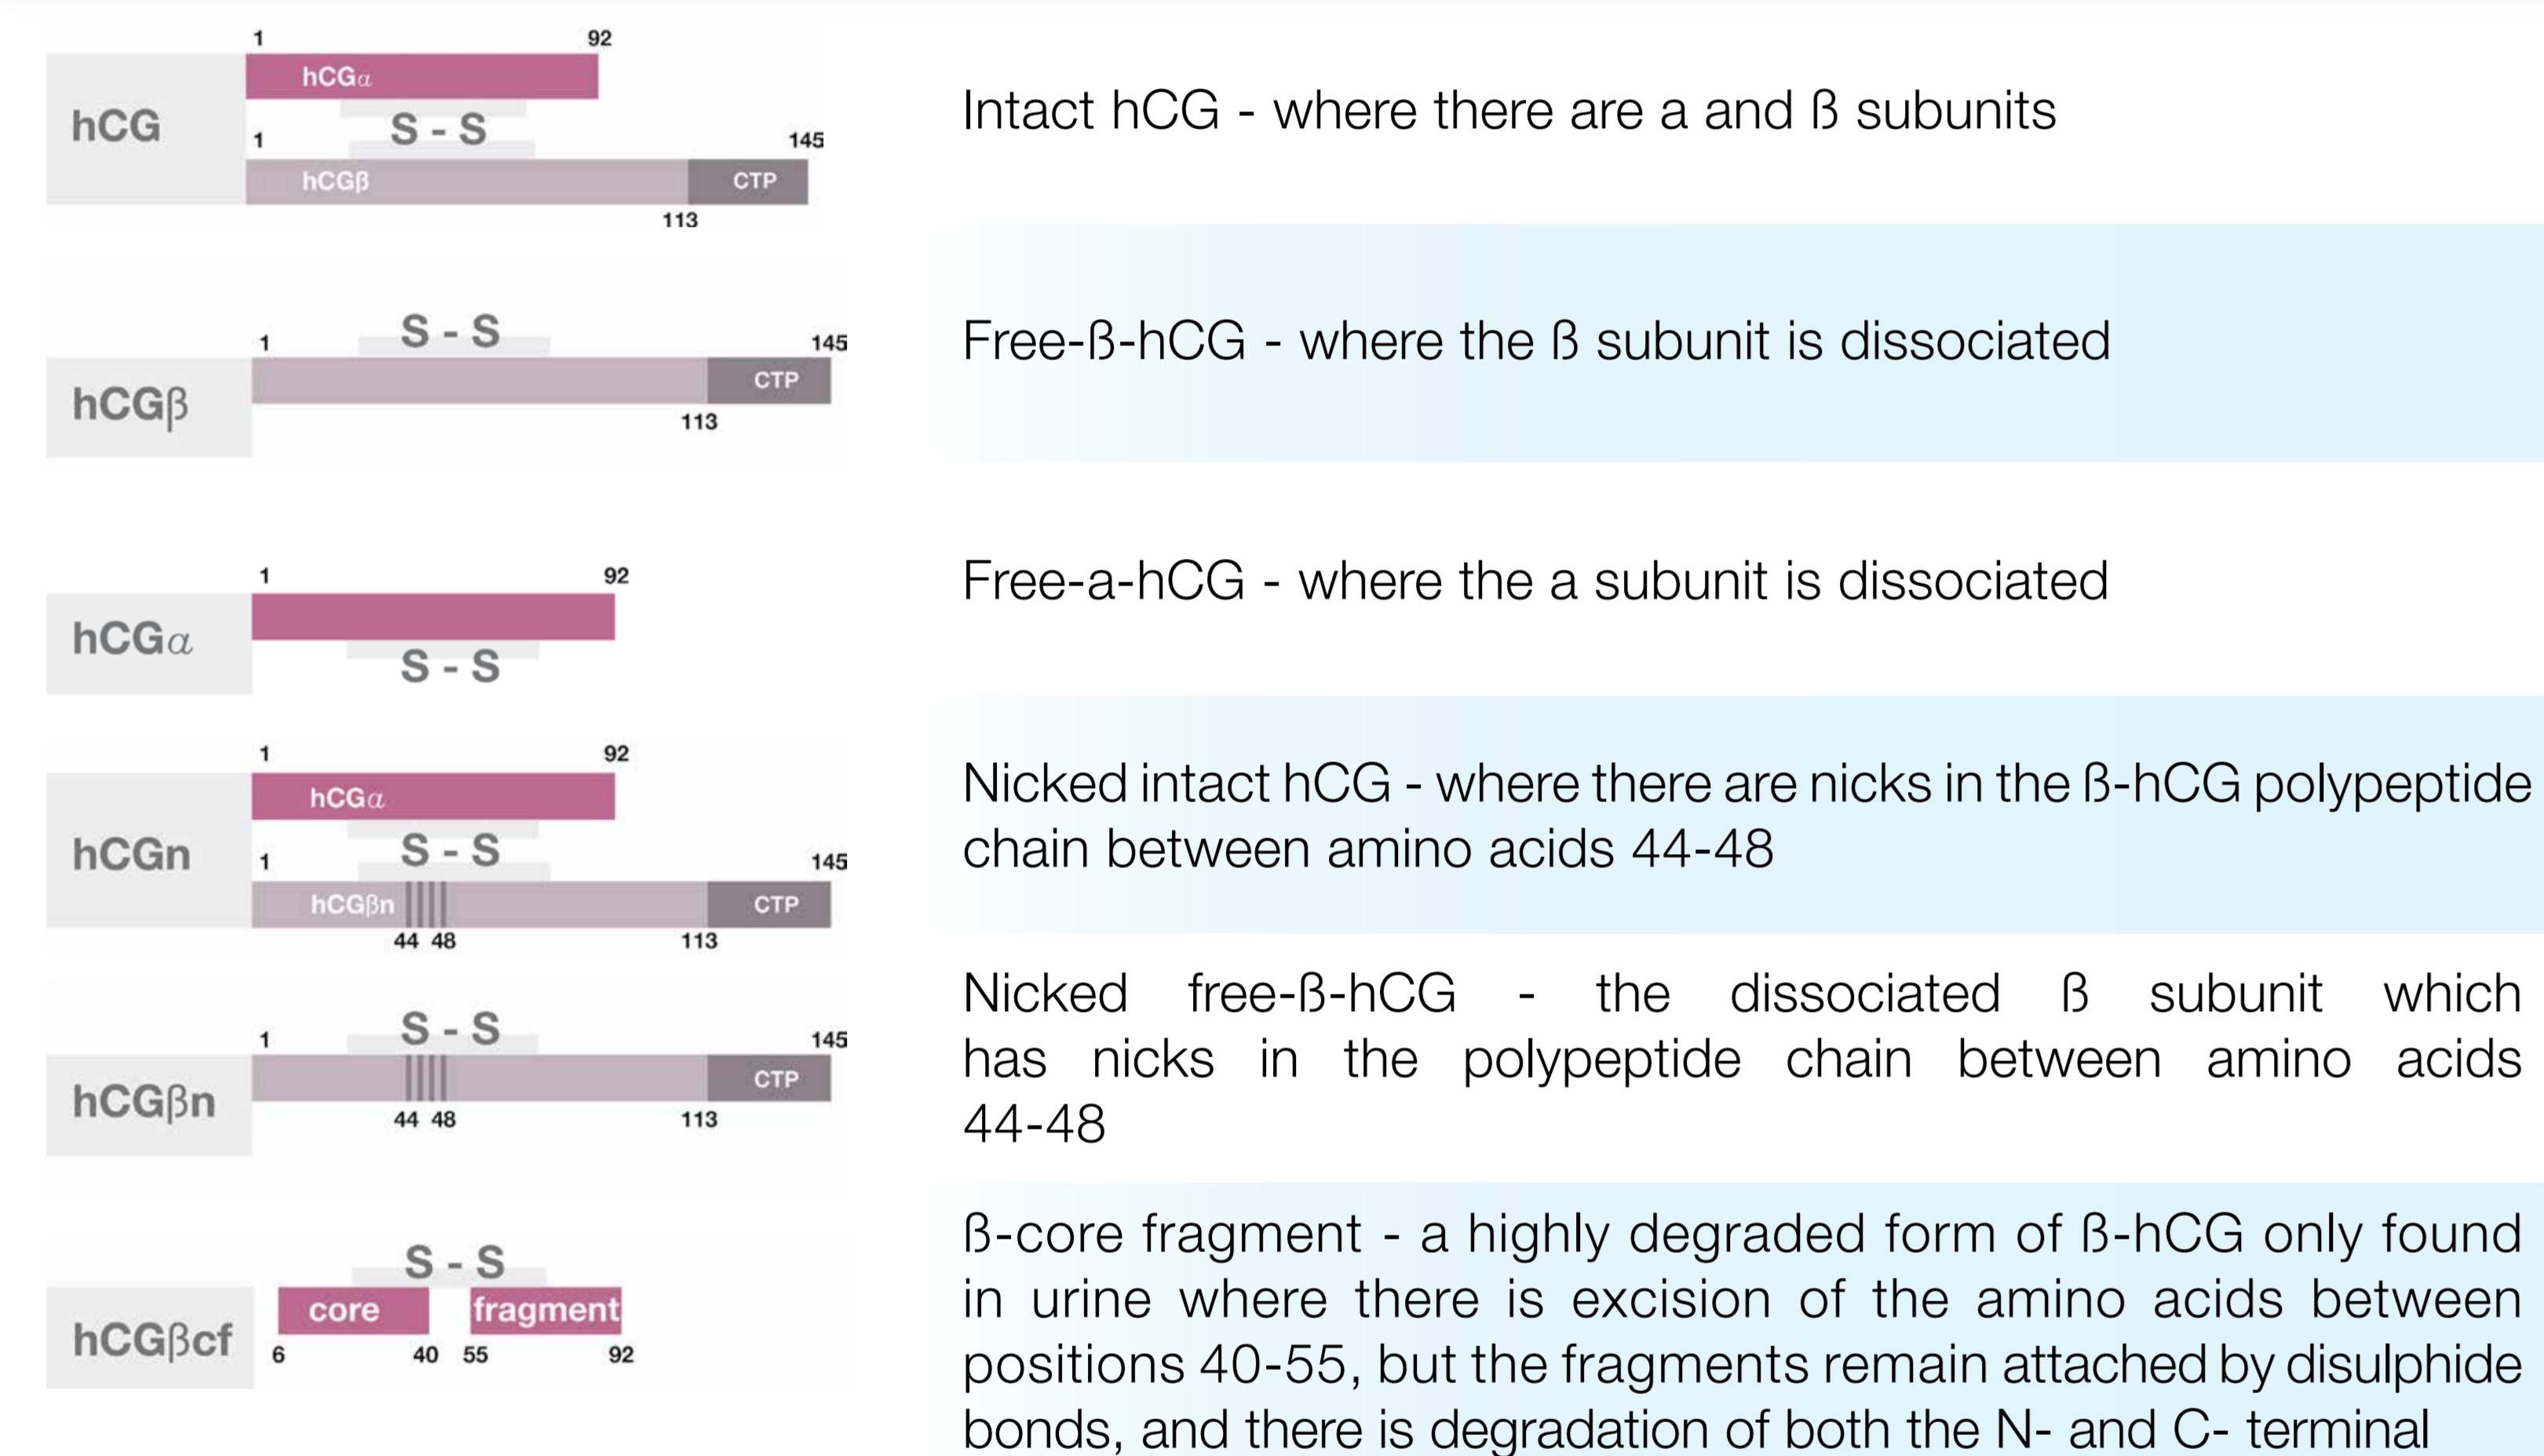 1 92
hCGα
hCG
S - S
1 145
hCGβ CTP
113
Intact hCG - where there are a and ß subunits
S - S
1 145
CTP
hCGβ
113
Free-ß-hCG - where the ß subunit is dissociated
1 92
hCGα
S - S
Free-a-hCG - where the a subunit is dissociated
1 92
hCGα
hCGn
S - S
1 145
hCGβn CTP
44 48 113
Nicked intact hCG - where there are nicks in the ß-hCG polypeptide
chain between amino acids 44-48
S - S
1 145
CTP
hCGβn
44 48 113
Nicked free-ß-hCG - the dissociated ß subunit which
has nicks in the polypeptide chain between amino acids
44-48
S - S
core fragment
hCGβcf
6 40 55 92
ß-core fragment - a highly degraded form of ß-hCG only found
in urine where there is excision of the amino acids between
positions 40-55, but the fragments remain attached by disulphide
bonds, and there is degradation of both the N- and C- terminal